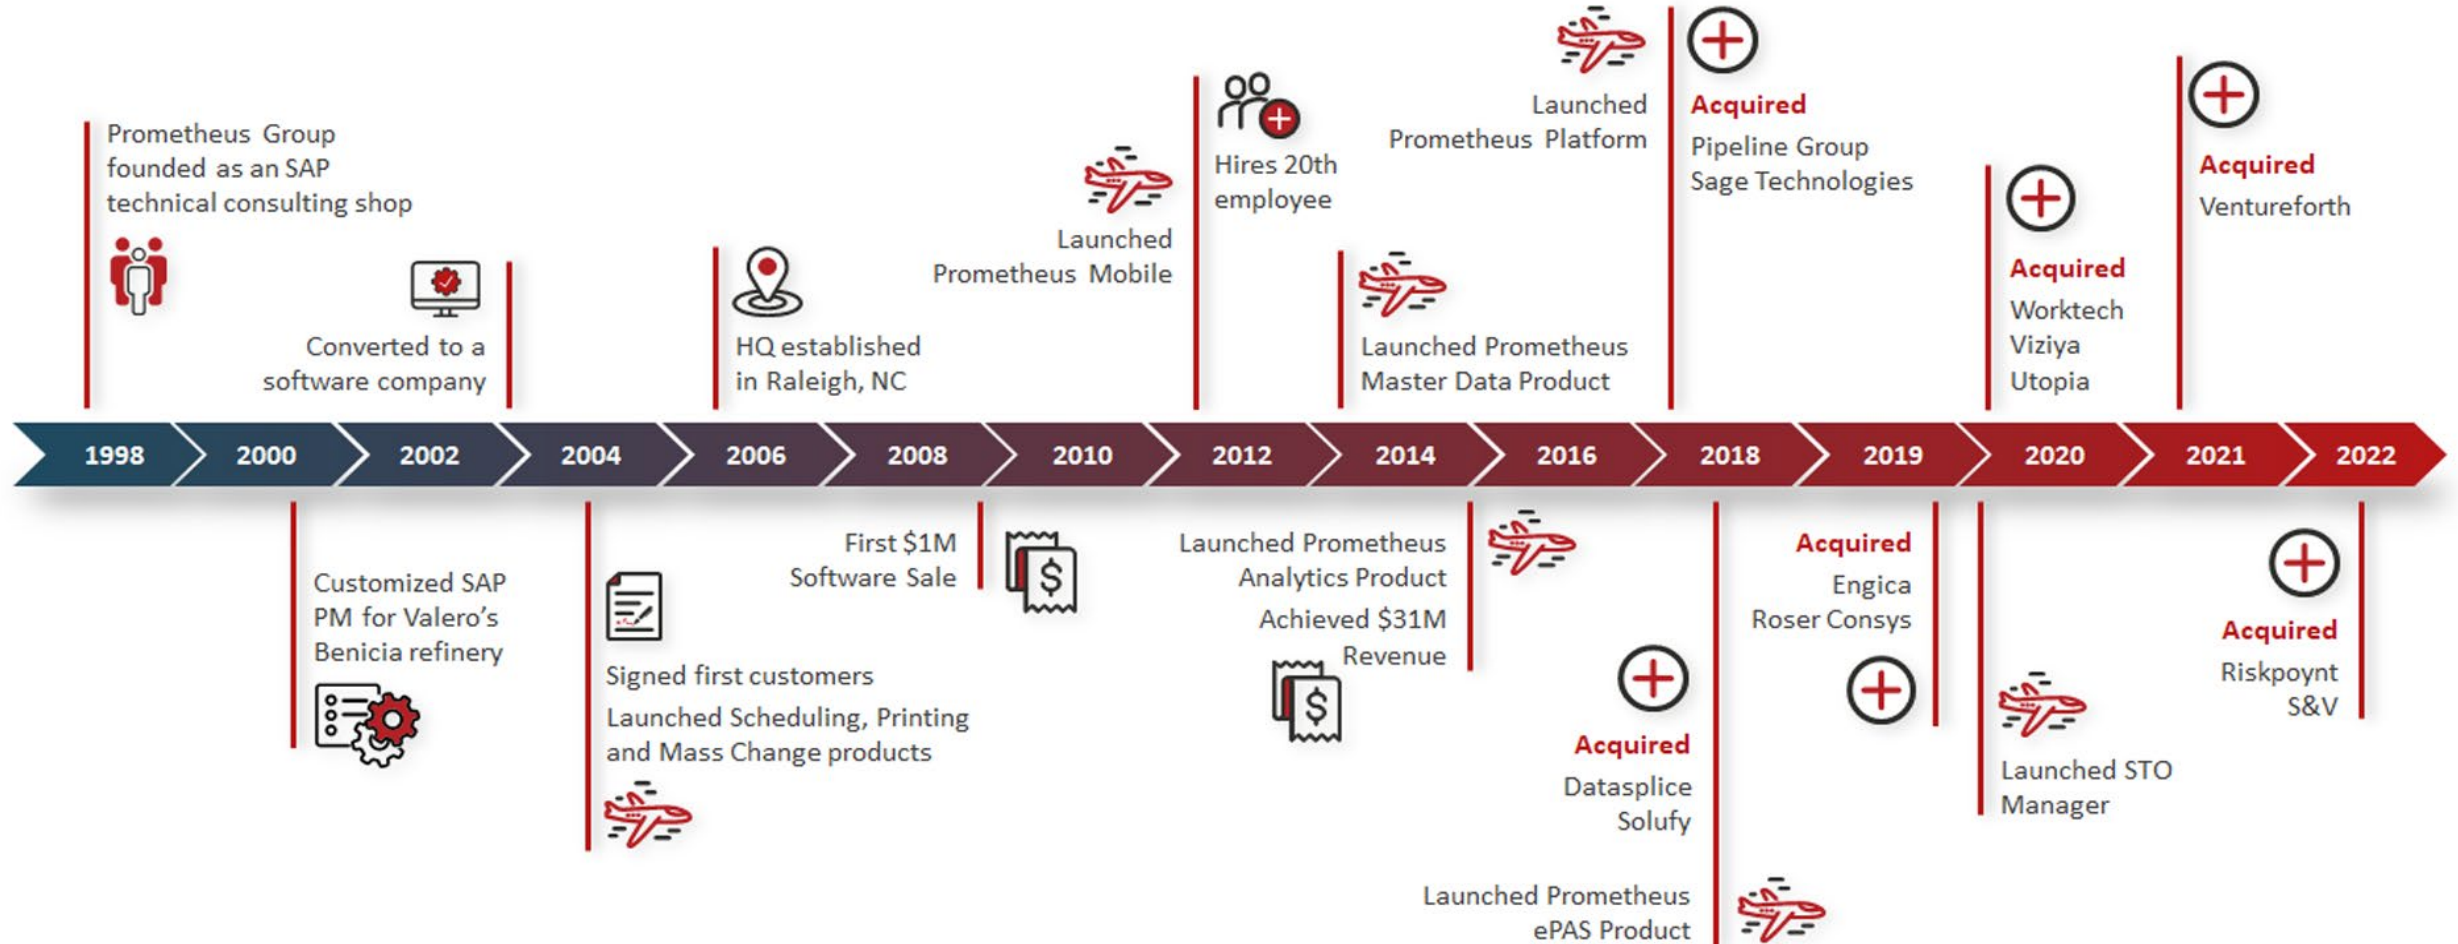 Prometheus Group
founded as an SAP
technical consulting shop
Converted to a
software company
HQ established
in Raleigh, NC
Launched
Prometheus Mobile
Hires 20th
employee
Launched Prometheus
Master Data Product
Launched
Prometheus Platform
Acquired
Pipeline Group
Sage Technologies
Acquired
Worktech
Viziya
Utopia
Acquired
Ventureforth
1998
2000
2002
2004
2006
2008
2010
2012
2014
2016
2018
2019
2020
2021
2022
Customized SAP
PM for Valero’s
Benicia refinery
Signed first customers
Launched Scheduling, Printing
and Mass Change products
First $1M
Software Sale
$
Launched Prometheus
Analytics Product
Achieved $31M
Revenue
$
Acquired
Datasplice
Solufy
Launched Prometheus
ePAS Product
Acquired
Engica
Roser Consys
Launched STO
Manager
Acquired
Riskpoynt
S&V